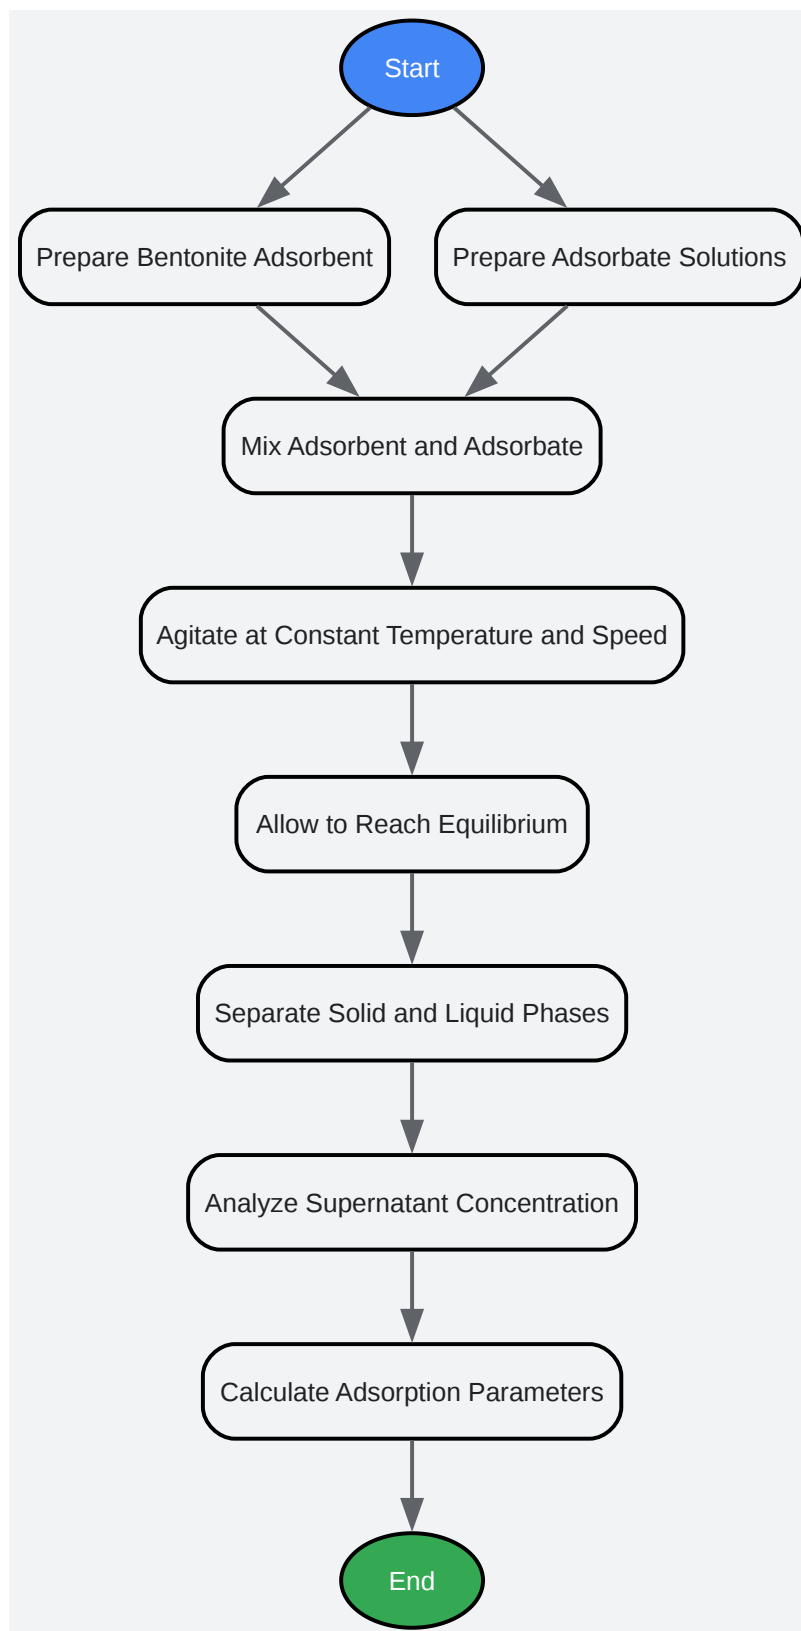 Start
Prepare Bentonite Adsorbent
Prepare Adsorbate Solutions
Mix Adsorbent and Adsorbate
Agitate at Constant Temperature and Speed
Allow to Reach Equilibrium
Separate Solid and Liquid Phases
Analyze Supernatant Concentration
Calculate Adsorption Parameters
End